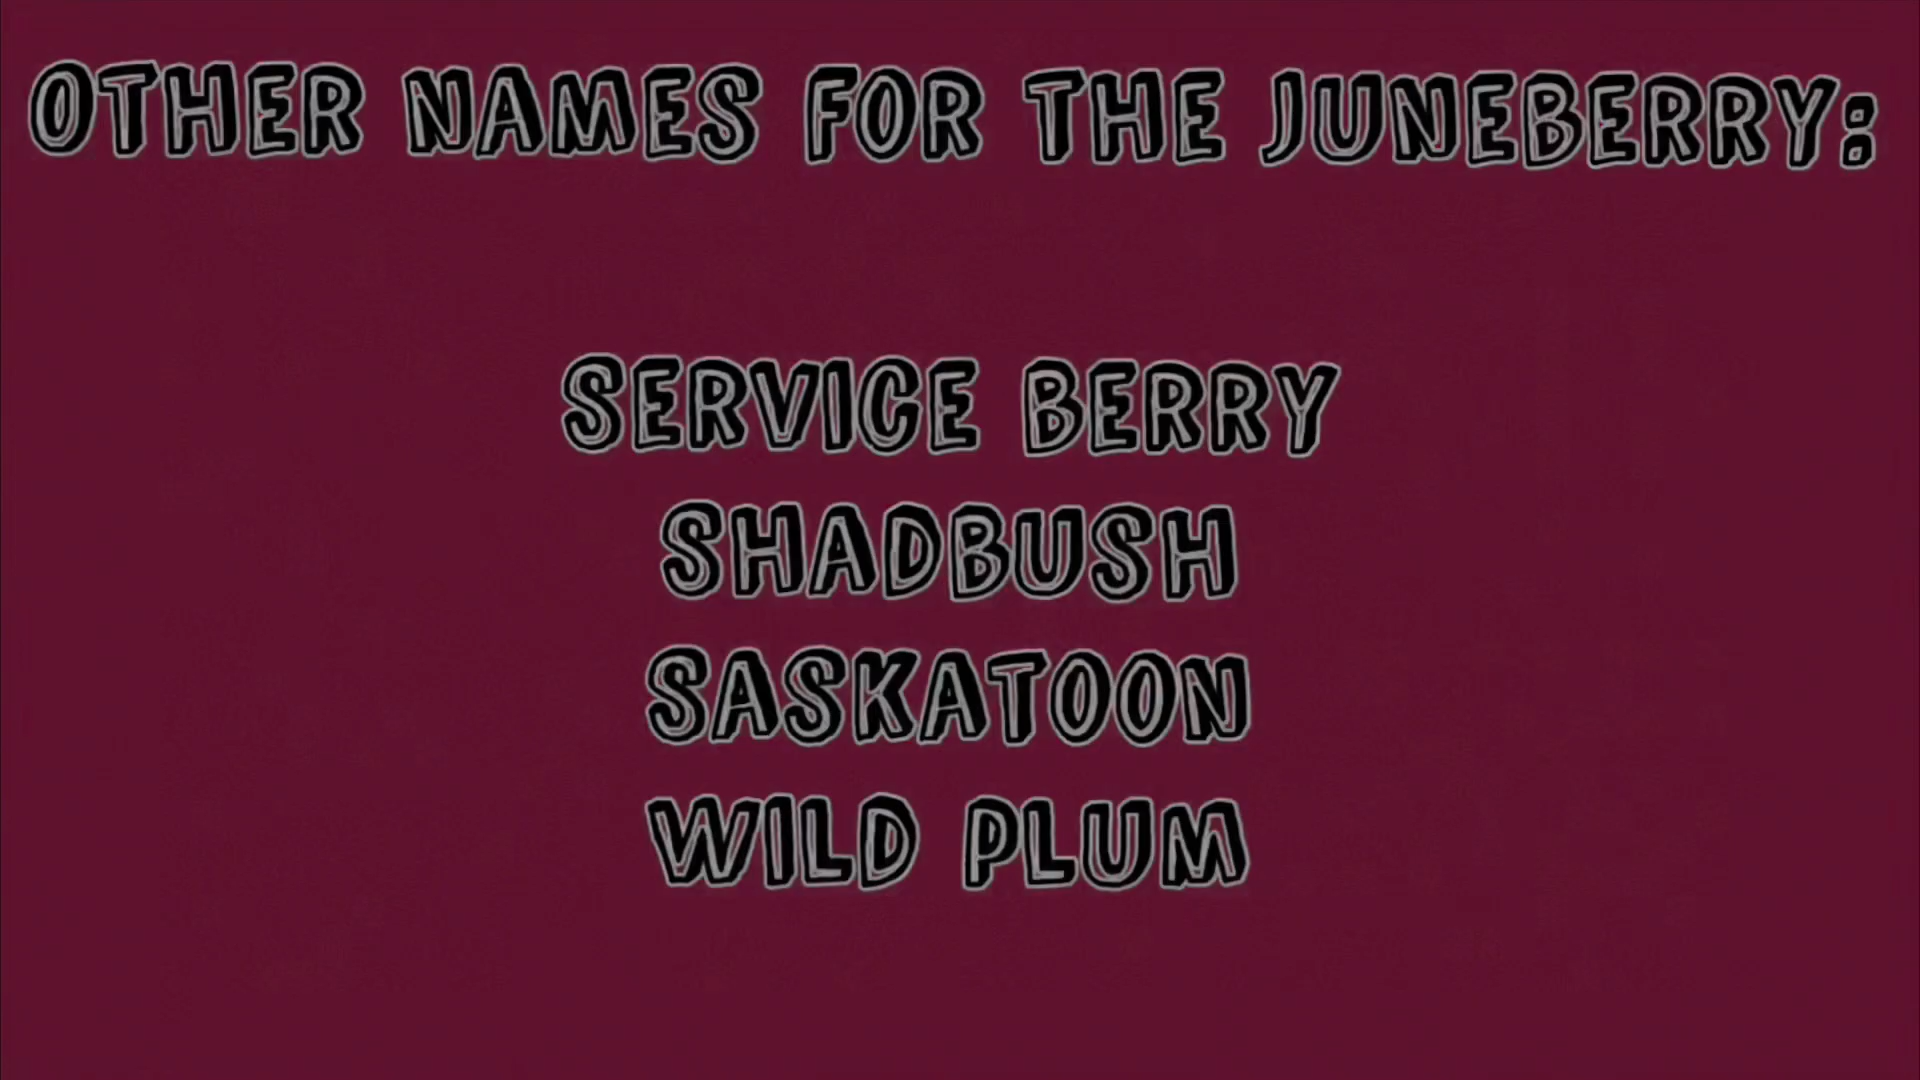 OTHER NAMES FOR THE JUNEBERRY:
SERVICE BERRY
SHADBUSH
SASKATOON
WILD PLUM